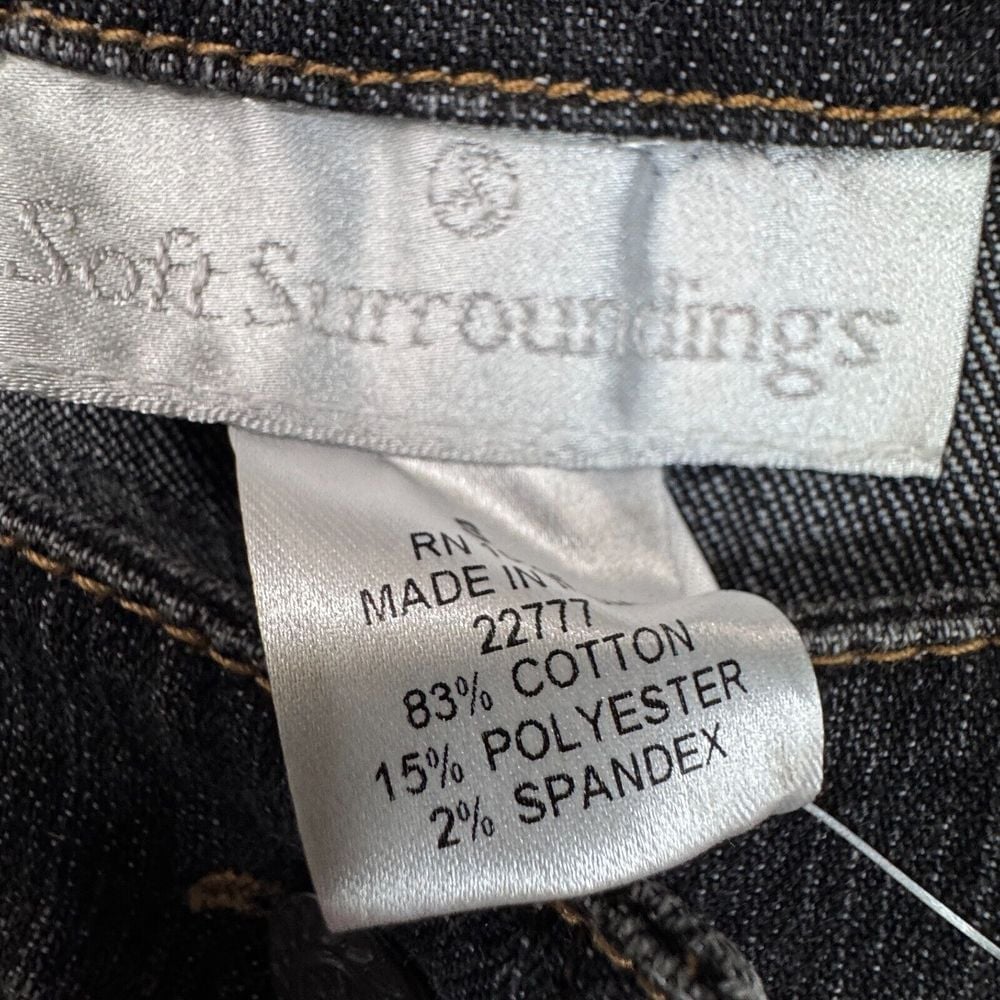 Soft Surroundings
RN
MADE IN
22777
83% COTTON
15% POLYESTER
2% SPANDEX